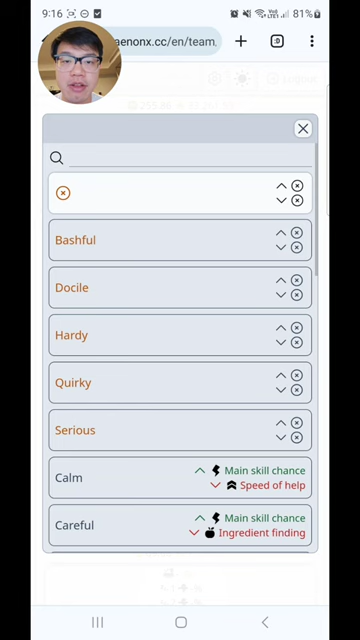 9:16
81%
aenonx.cc/en/team
:D
Bashful
Docile
Hardy
Quirky
Serious
Calm
Main skill chance
Speed of help
Careful
Main skill chance
Ingredient finding